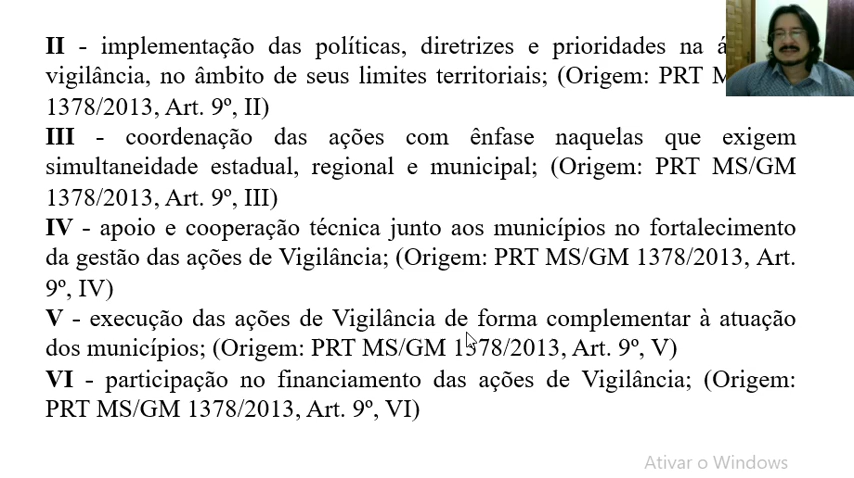 II - implementação das políticas, diretrizes e prioridades na
vigilância, no âmbito de seus limites territoriais; (Origem: PRT
1378/2013, Art. 9º, II)
III - coordenação das ações com ênfase naquelas que exigem
simultaneidade estadual, regional e municipal; (Origem: PRT MS/GM
1378/2013, Art. 9º, III)
IV - apoio e cooperação técnica junto aos municípios no fortalecimento
da gestão das ações de Vigilância; (Origem: PRT MS/GM 1378/2013, Art.
9º, IV)
V - execução das ações de Vigilância de forma complementar à atuação
dos municípios; (Origem: PRT MS/GM 1378/2013, Art. 9º, V)
VI - participação no financiamento das ações de Vigilância; (Origem:
PRT MS/GM 1378/2013, Art. 9º, VI)
Ativar o Windows